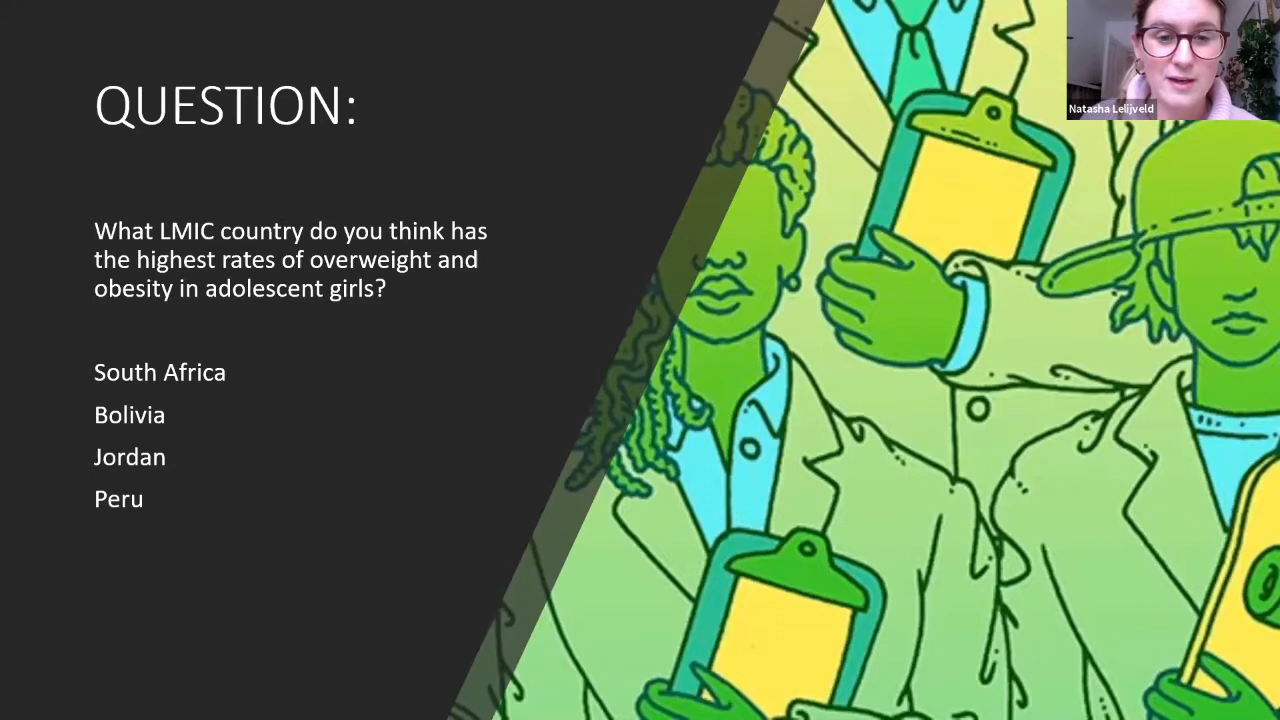 QUESTION:
What LMIC country do you think has
the highest rates of overweight and
obesity in adolescent girls?
South Africa
Bolivia
Jordan
Peru
Natasha Lelijveld